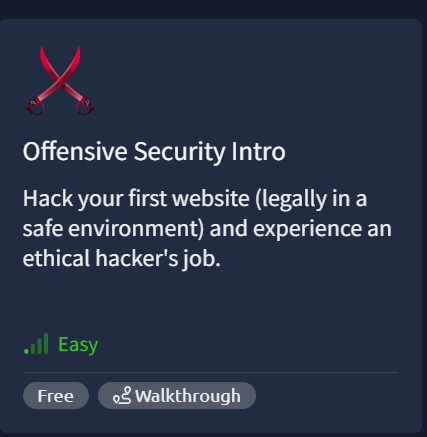 Offensive Security Intro
Hack your first website (legally in a
safe environment) and experience an
ethical hacker's job.
Easy
Free
Walkthrough